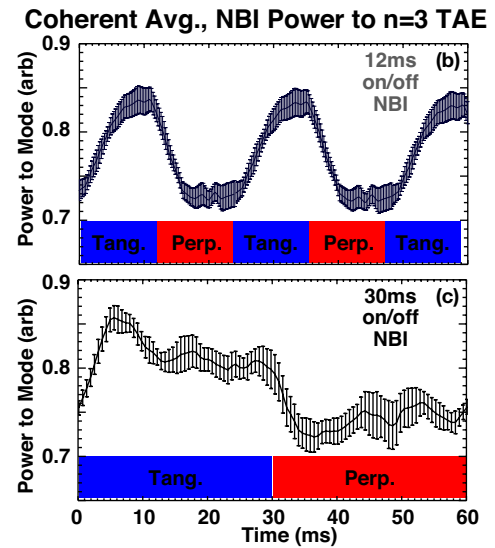 Coherent Avg., NBI Power to n=3 TAE
0.9
0.8
0.7
Power to Mode (arb)
12ms (b)
on/off
NBI
Tang. Perp. Tang. Perp. Tang.
0.9
0.8
0.7
Power to Mode (arb)
30ms (c)
on/off
NBI
Tang. Perp.
0 10 20 30 40 50 60
Time (ms)